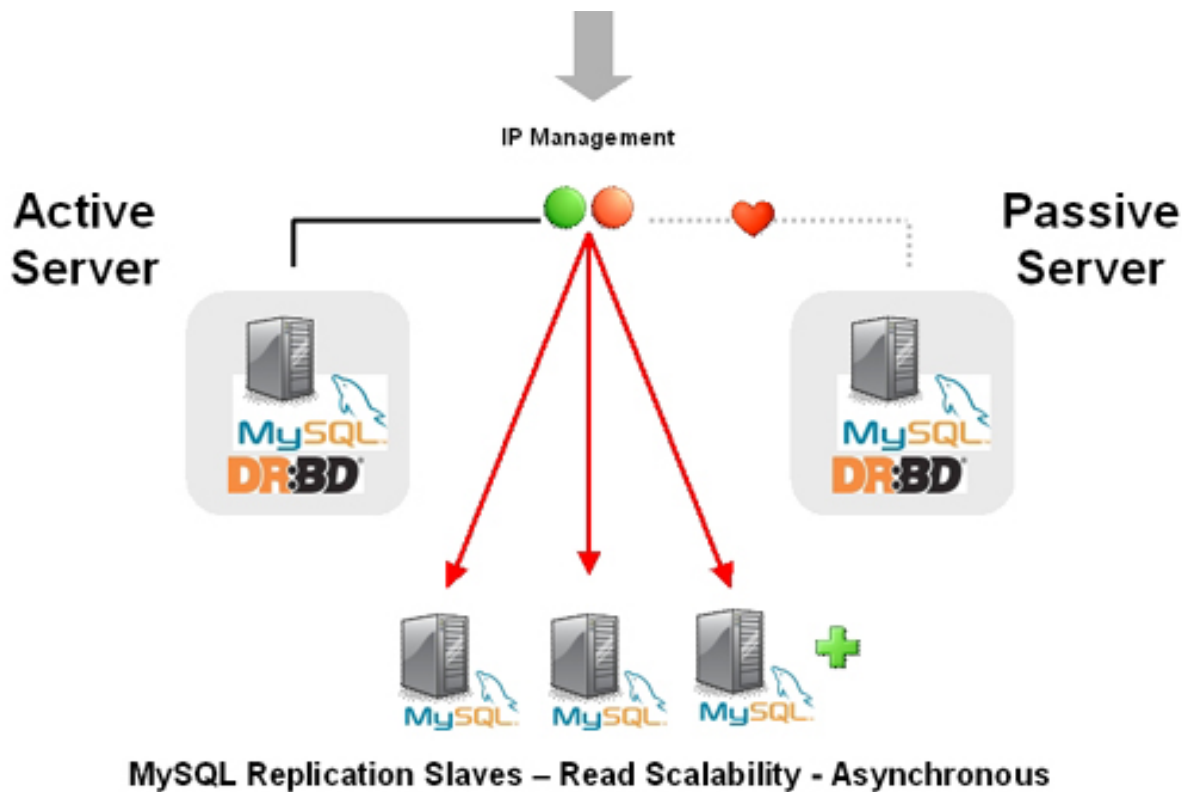 IP Management
Active
Server
Passive
Server
MySQL.
DR:BD®
MySQL.
DR:BD®
MySQL.
MySQL.
MySQL.
MySQL Replication Slaves – Read Scalability - Asynchronous